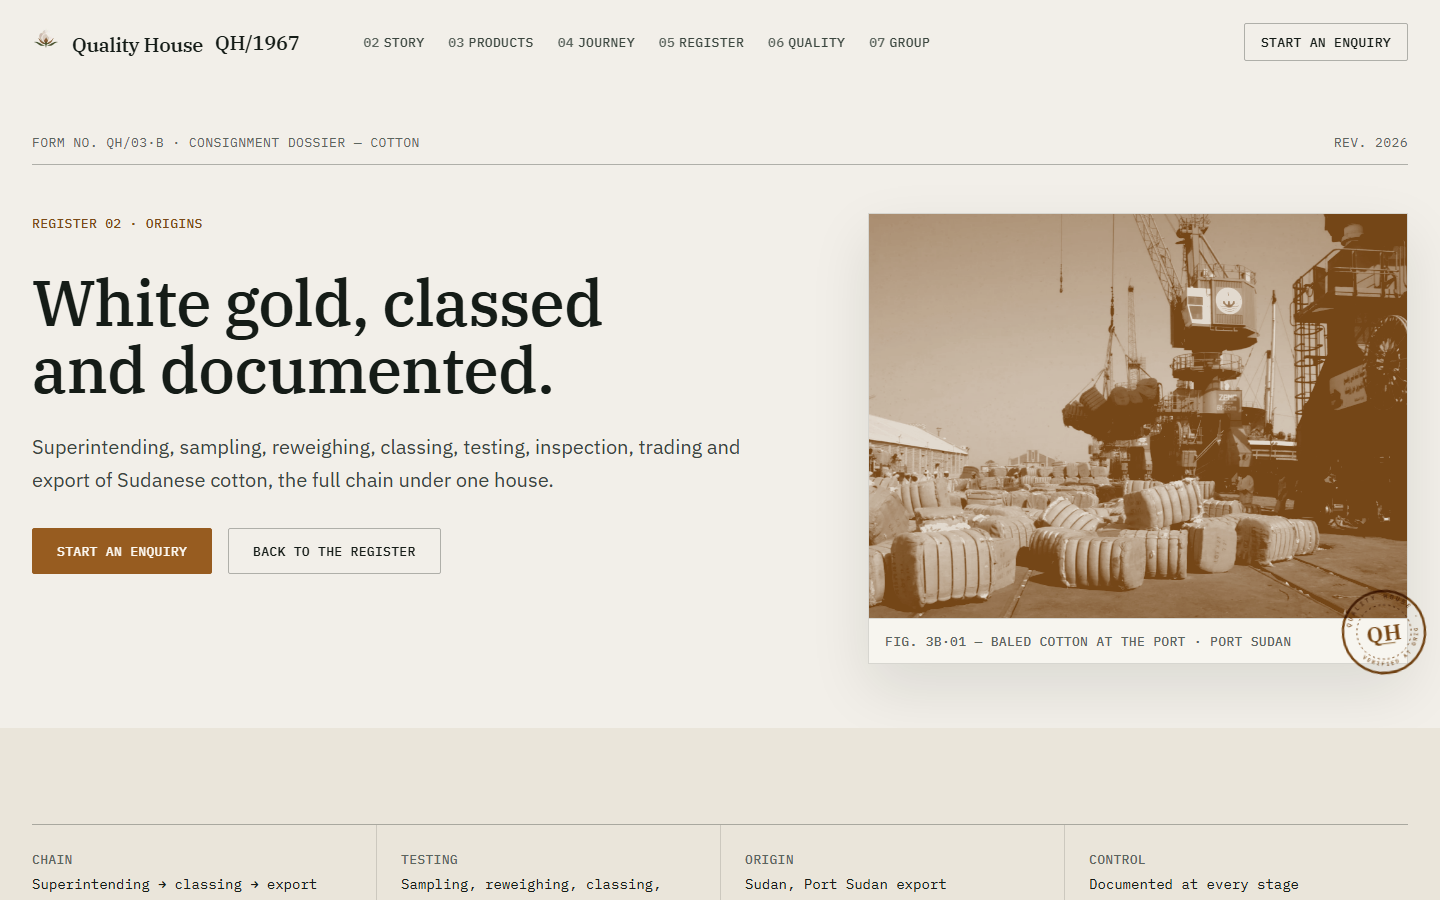 Quality House QH/1967
02 STORY 03 PRODUCTS 04 JOURNEY 05 REGISTER 06 QUALITY 07 GROUP
START AN ENQUIRY
FORM NO. QH/03·B · CONSIGNMENT DOSSIER — COTTON
REV. 2026
REGISTER 02 · ORIGINS
White gold, classed
and documented.
Superintending, sampling, reweighing, classing, testing, inspection, trading and
export of Sudanese cotton, the full chain under one house.
START AN ENQUIRY
BACK TO THE REGISTER
FIG. 3B·01 — BALED COTTON AT THE PORT · PORT SUDAN
QH
CHAIN
Superintending → classing → export
TESTING
Sampling, reweighing, classing,
ORIGIN
Sudan, Port Sudan export
CONTROL
Documented at every stage